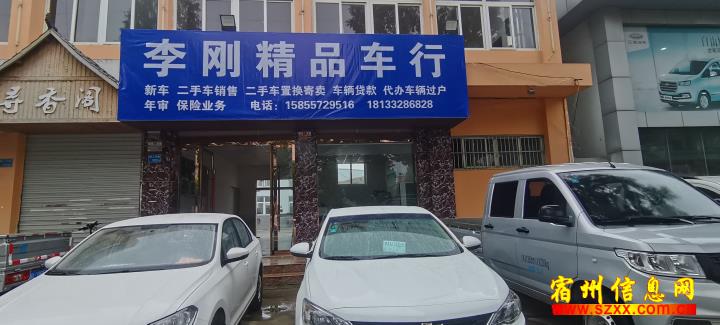 李刚精品车行
新车 二手车销售 二手车置换寄卖 车辆贷款 代办车辆过户
年审 保险业务 电话：15855729516 18133286828
寻香阁
宿州信息网
www.szxx.com.cn